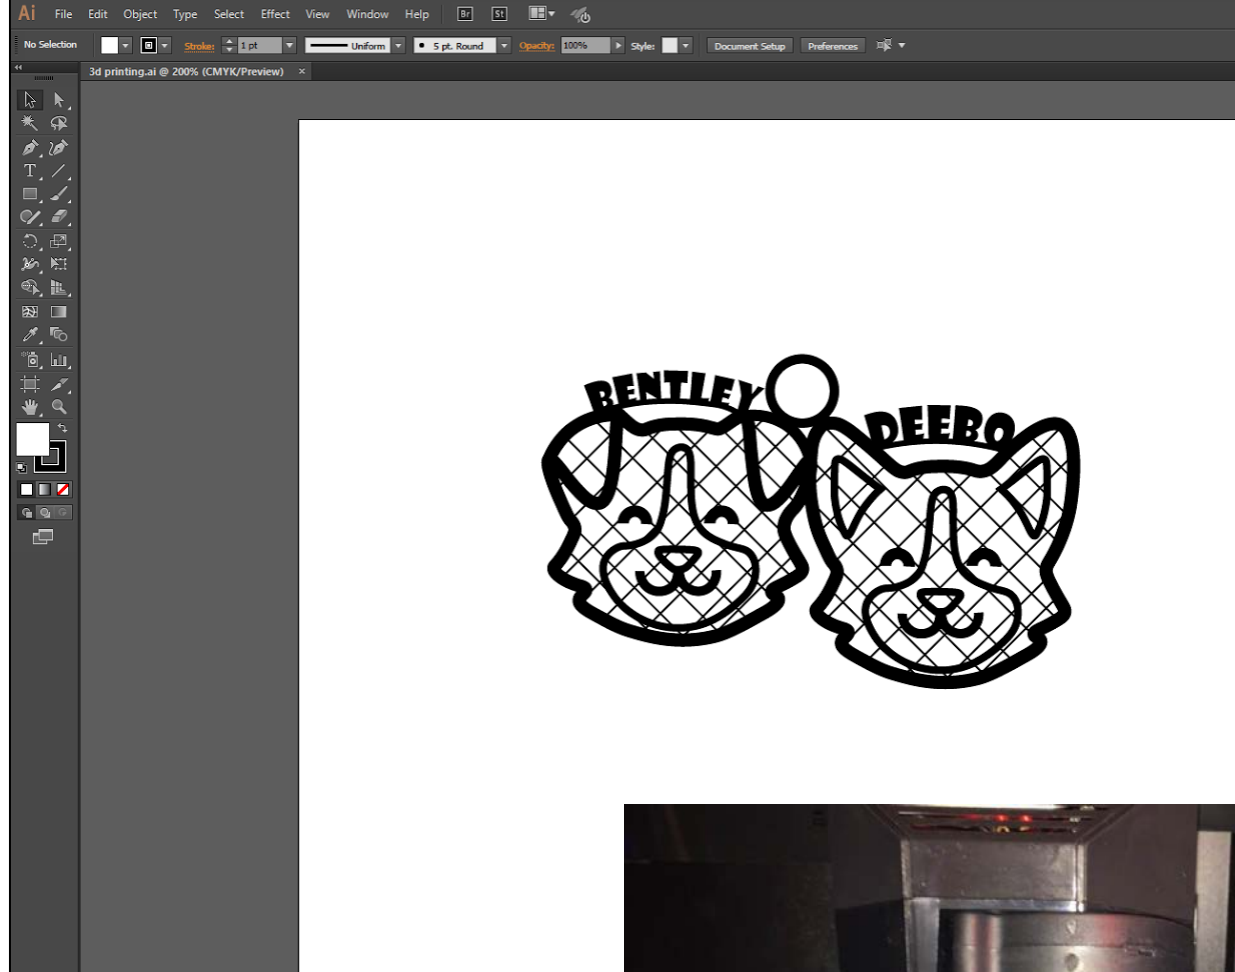 Ai File Edit Object Type Select Effect View Window Help Br St
No Selection Stroke: 1 pt Uniform 5 pt. Round Opacity: 100% Style: Document Setup Preferences
3d printing.ai @ 200% (CMYK/Preview) ×
BENTLEY
DEEBO